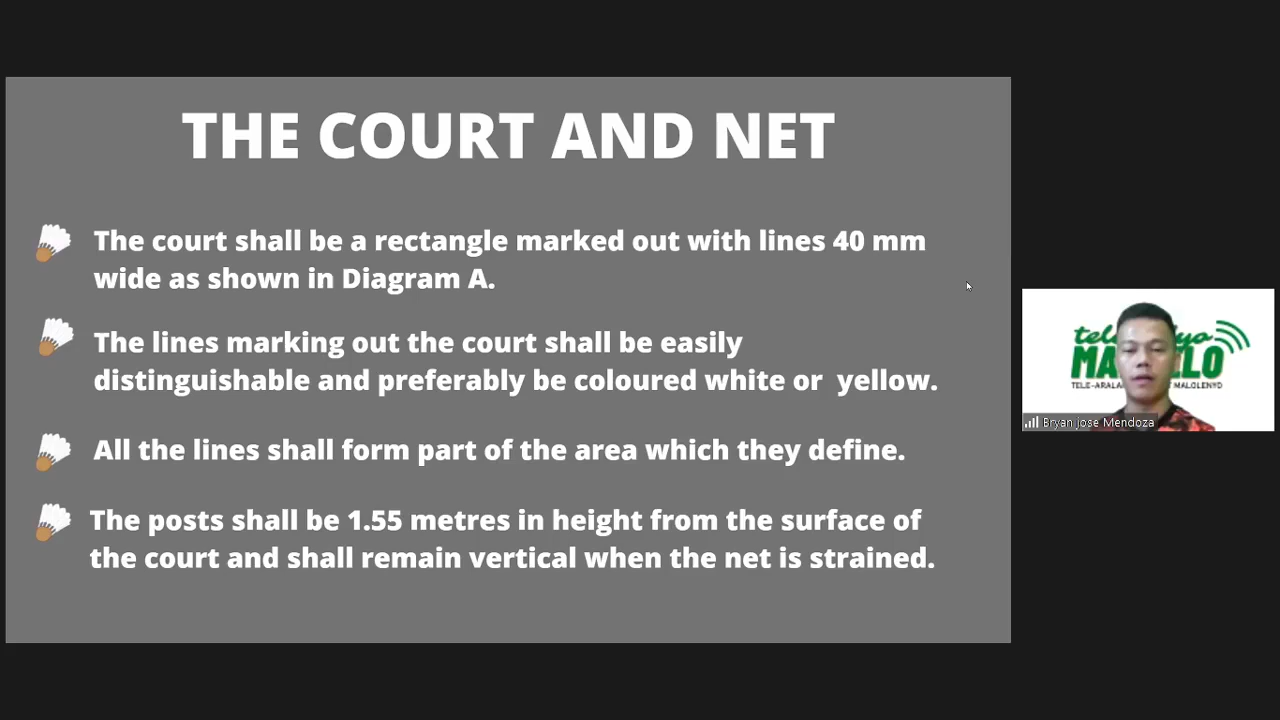 THE COURT AND NET
The court shall be a rectangle marked out with lines 40 mm
wide as shown in Diagram A.
The lines marking out the court shall be easily
distinguishable and preferably be coloured white or yellow.
All the lines shall form part of the area which they define.
The posts shall be 1.55 metres in height from the surface of
the court and shall remain vertical when the net is strained.
Bryan jose Mendoza